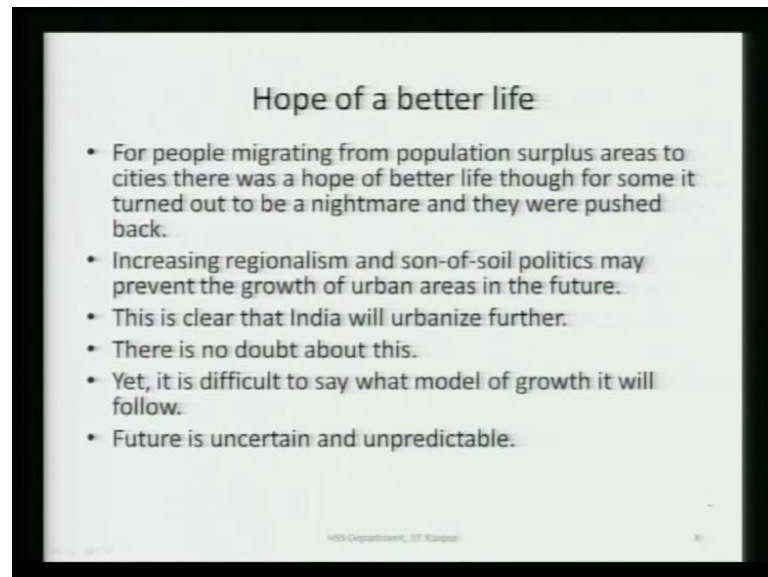 Hope of a better life
• For people migrating from population surplus areas to
cities there was a hope of better life though for some it
turned out to be a nightmare and they were pushed
back.
• Increasing regionalism and son-of-soil politics may
prevent the growth of urban areas in the future.
• This is clear that India will urbanize further.
• There is no doubt about this.
• Yet, it is difficult to say what model of growth it will
follow.
• Future is uncertain and unpredictable.
HSS Department, IIT Kanpur